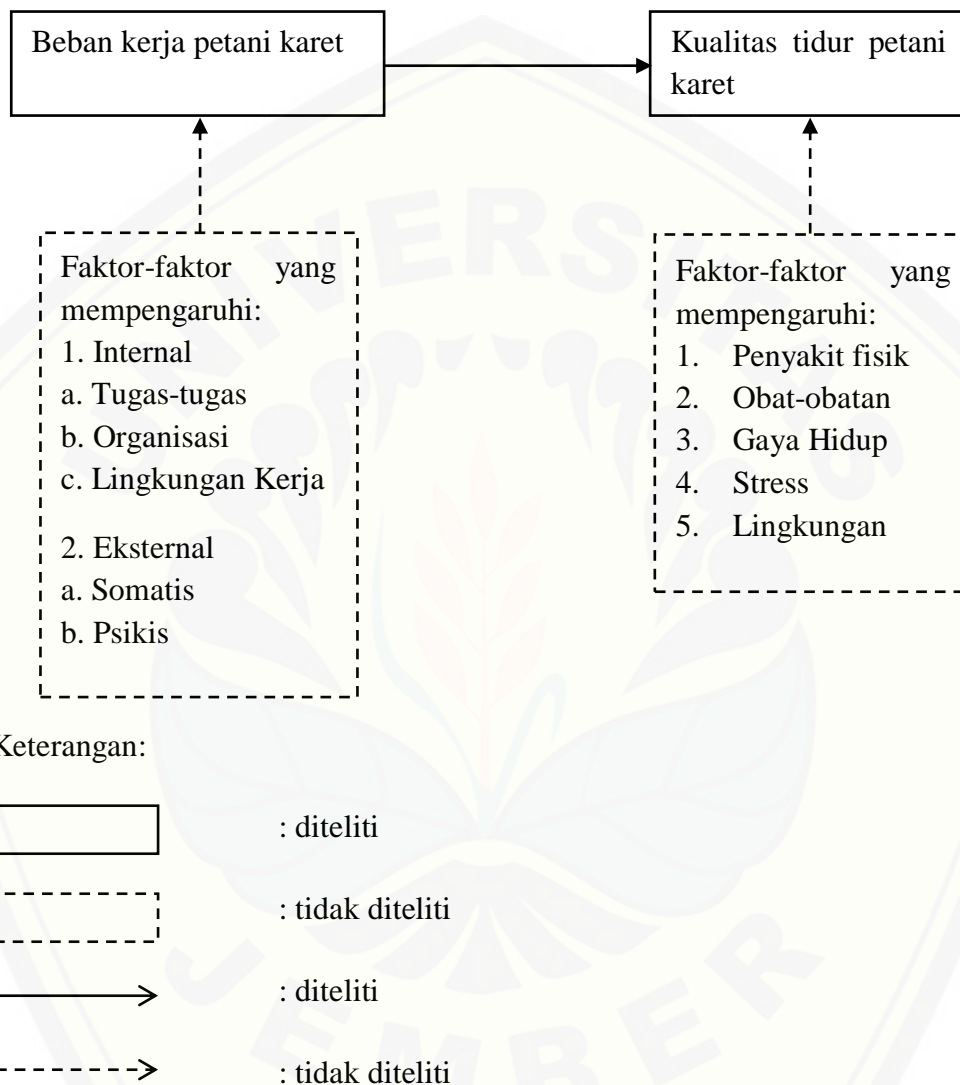 Beban kerja petani karet
Kualitas tidur petani
karet
Faktor-faktor yang
mempengaruhi:
1. Internal
a. Tugas-tugas
b. Organisasi
c. Lingkungan Kerja
2. Eksternal
a. Somatis
b. Psikis
Faktor-faktor yang
mempengaruhi:
1. Penyakit fisik
2. Obat-obatan
3. Gaya Hidup
4. Stress
5. Lingkungan
Keterangan:
: diteliti
: tidak diteliti
: diteliti
: tidak diteliti
UNIVERSITAS
JEMBER